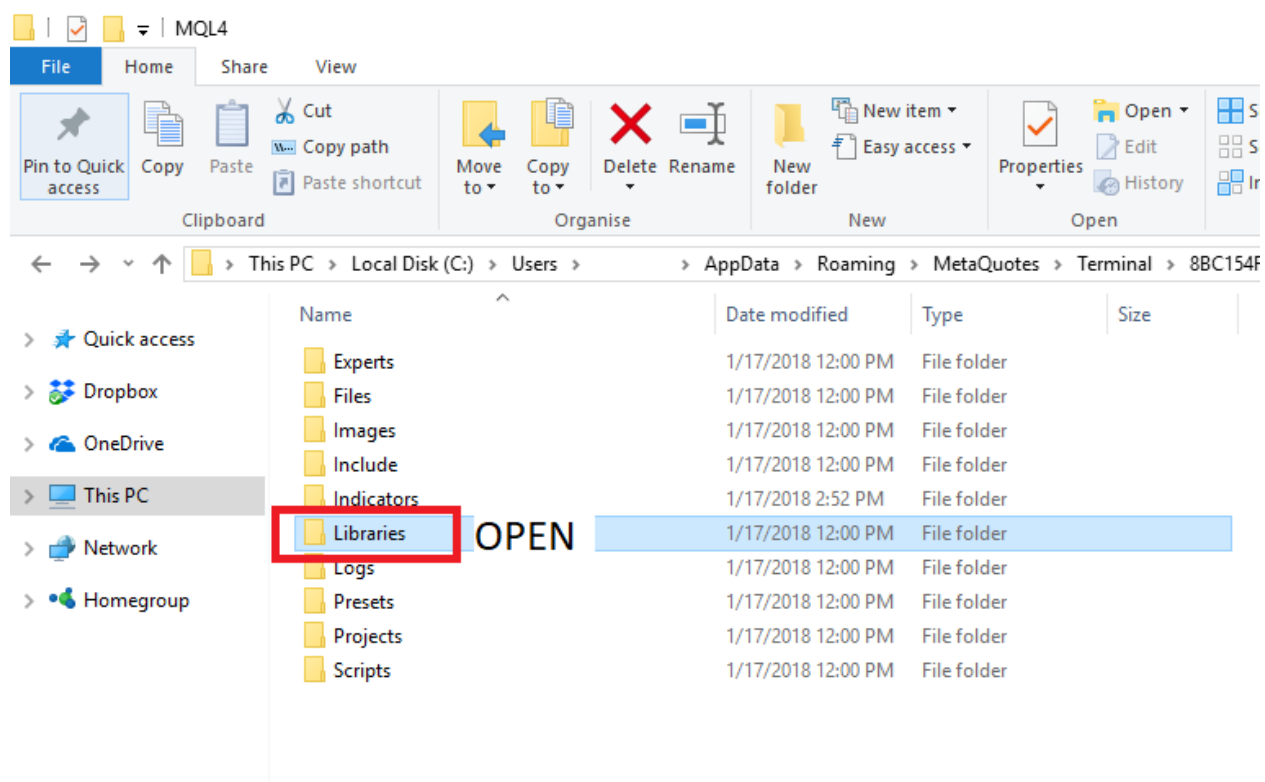 MQL4
File Home Share View
Pin to Quick access
Copy
Paste
Cut
Copy path
Paste shortcut
Clipboard
Move to
Copy to
Delete
Rename
Organise
New folder
New item
Easy access
New
Properties
Open
Edit
History
Open
S
S
In
This PC > Local Disk (C:) > Users > > AppData > Roaming > MetaQuotes > Terminal > 8BC154F
Name Date modified Type Size
Quick access
Dropbox
OneDrive
This PC
Network
Homegroup
Experts 1/17/2018 12:00 PM File folder
Files 1/17/2018 12:00 PM File folder
Images 1/17/2018 12:00 PM File folder
Include 1/17/2018 12:00 PM File folder
Indicators 1/17/2018 2:52 PM File folder
Libraries OPEN 1/17/2018 12:00 PM File folder
Logs 1/17/2018 12:00 PM File folder
Presets 1/17/2018 12:00 PM File folder
Projects 1/17/2018 12:00 PM File folder
Scripts 1/17/2018 12:00 PM File folder